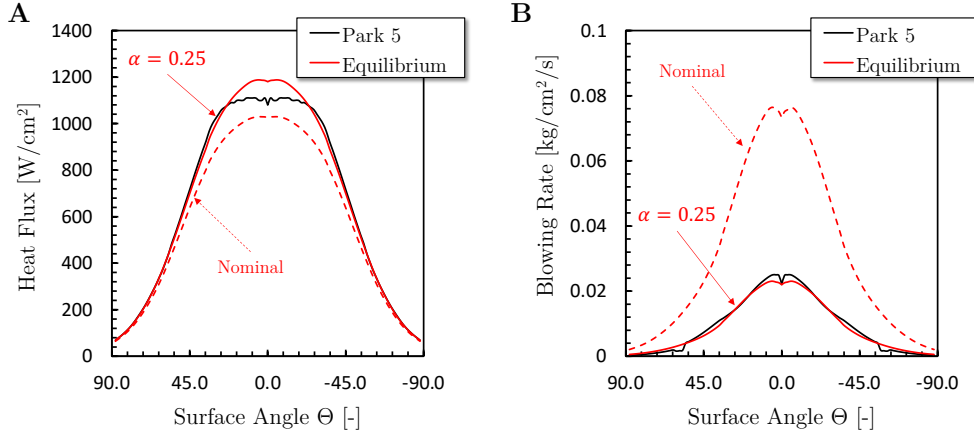 A
Park 5
Equilibrium
α = 0.25
Nominal
Heat Flux [W/cm²]
1400
1200
1000
800
600
400
200
0
90.0 45.0 0.0 -45.0 -90.0
Surface Angle Θ [-]
B
Park 5
Equilibrium
Nominal
α = 0.25
Blowing Rate [kg/cm²/s]
0.1
0.08
0.06
0.04
0.02
0
90.0 45.0 0.0 -45.0 -90.0
Surface Angle Θ [-]